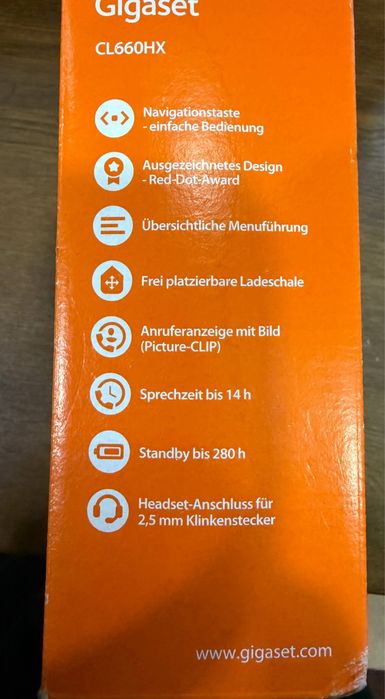 Gigaset
CL660HX
Navigationstaste
- einfache Bedienung
Ausgezeichnetes Design
- Red-Dot-Award
Übersichtliche Menuführung
Frei platzierbare Ladeschale
Anruferanzeige mit Bild
(Picture-CLIP)
Sprechzeit bis 14 h
Standby bis 280 h
Headset-Anschluss für
2,5 mm Klinkenstecker
www.gigaset.com